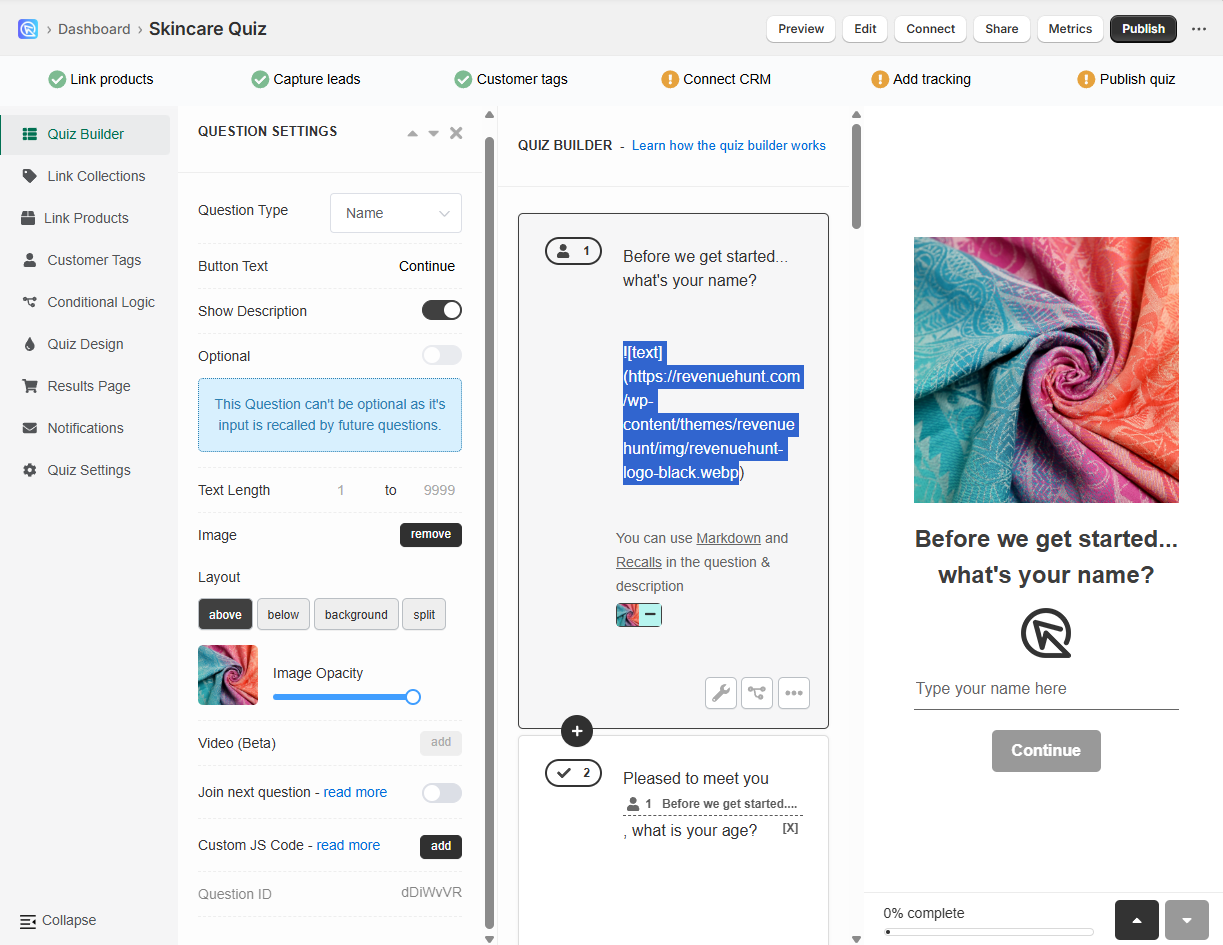 › Dashboard › Skincare Quiz
Preview Edit Connect Share Metrics Publish
Link products Capture leads Customer tags Connect CRM Add tracking Publish quiz
Quiz Builder
Link Collections
Link Products
Customer Tags
Conditional Logic
Quiz Design
Results Page
Notifications
Quiz Settings
Collapse
QUESTION SETTINGS
Question Type Name
Button Text Continue
Show Description
Optional
This Question can't be optional as it's
input is recalled by future questions.
Text Length 1 to 9999
Image remove
Layout
above below background split
Image Opacity
Video (Beta) add
Join next question - read more
Custom JS Code - read more add
Question ID dDiWvVR
QUIZ BUILDER - Learn how the quiz builder works
1 Before we get started...
what's your name?
![text]
(https://revenuehunt.com
/wp-
content/themes/revenue
hunt/img/revenuehunt-
logo-black.webp)
You can use Markdown and
Recalls in the question &
description
2 Pleased to meet you
1 Before we get started....
, what is your age? [X]
Before we get started...
what's your name?
Type your name here
Continue
0% complete